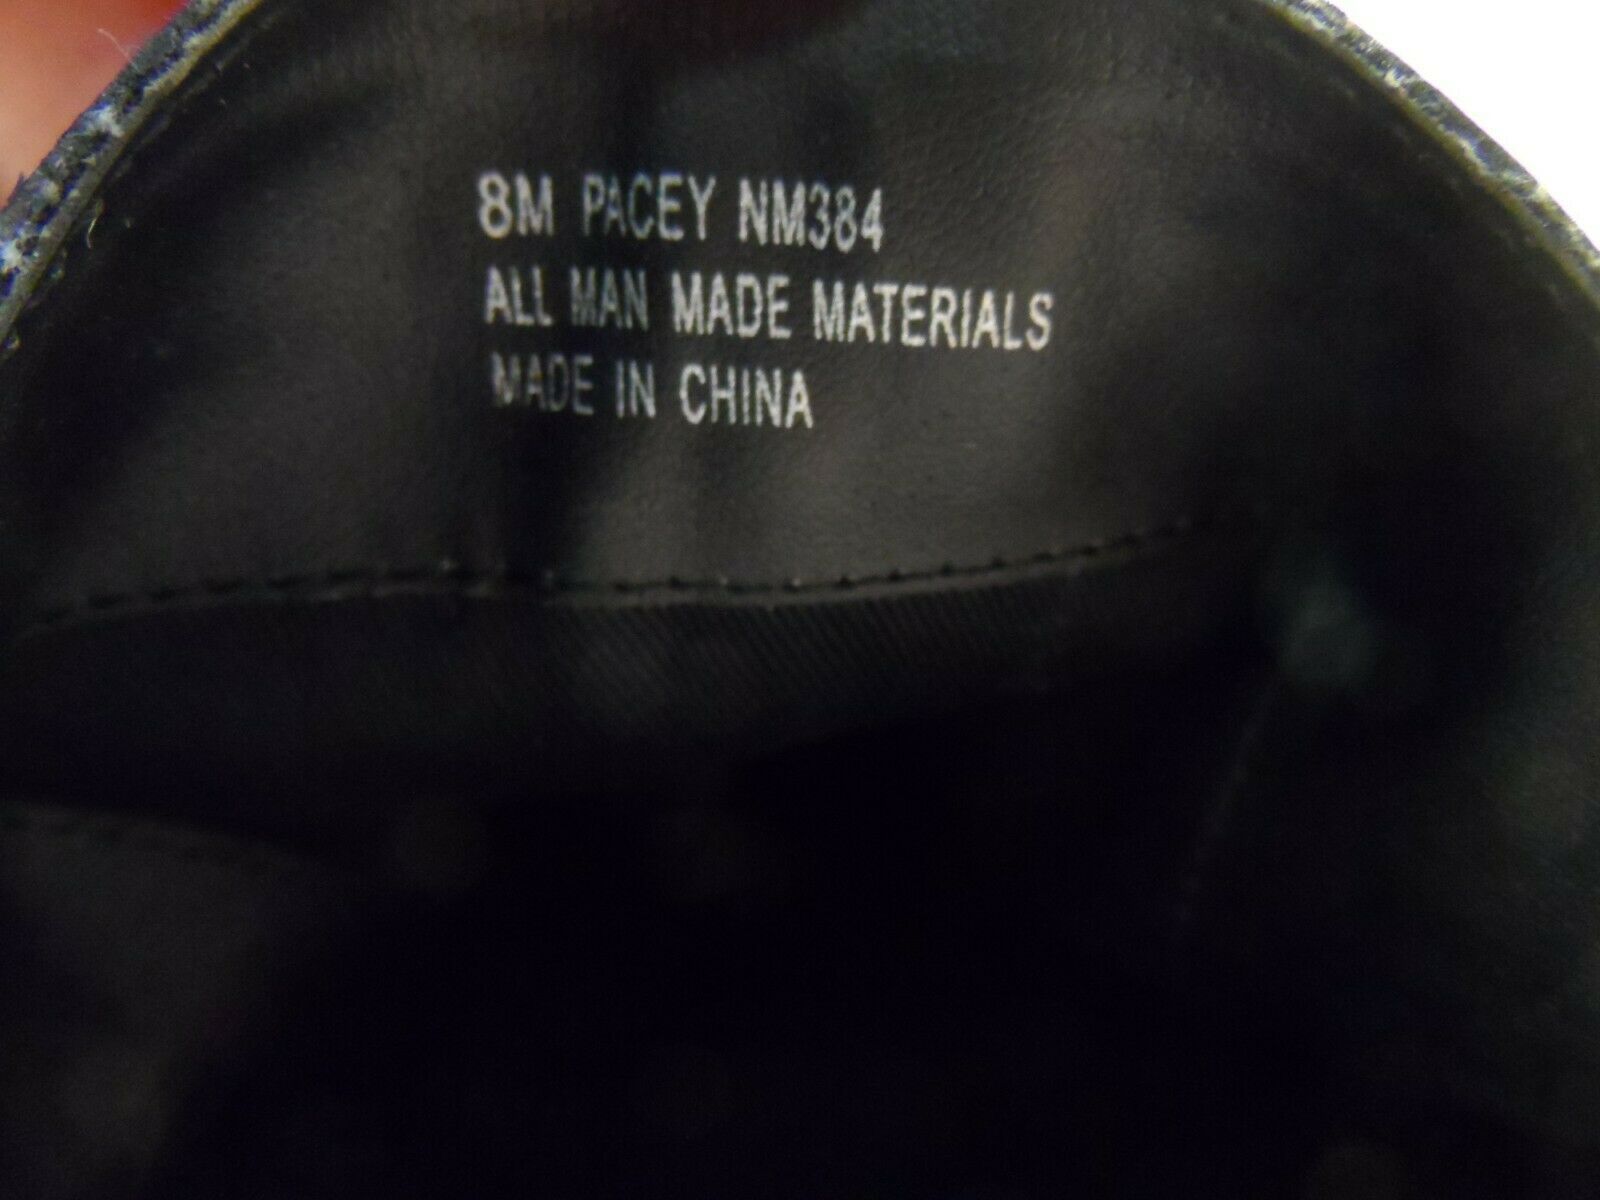 8M PACEY NM384
ALL MAN MADE MATERIALS
MADE IN CHINA